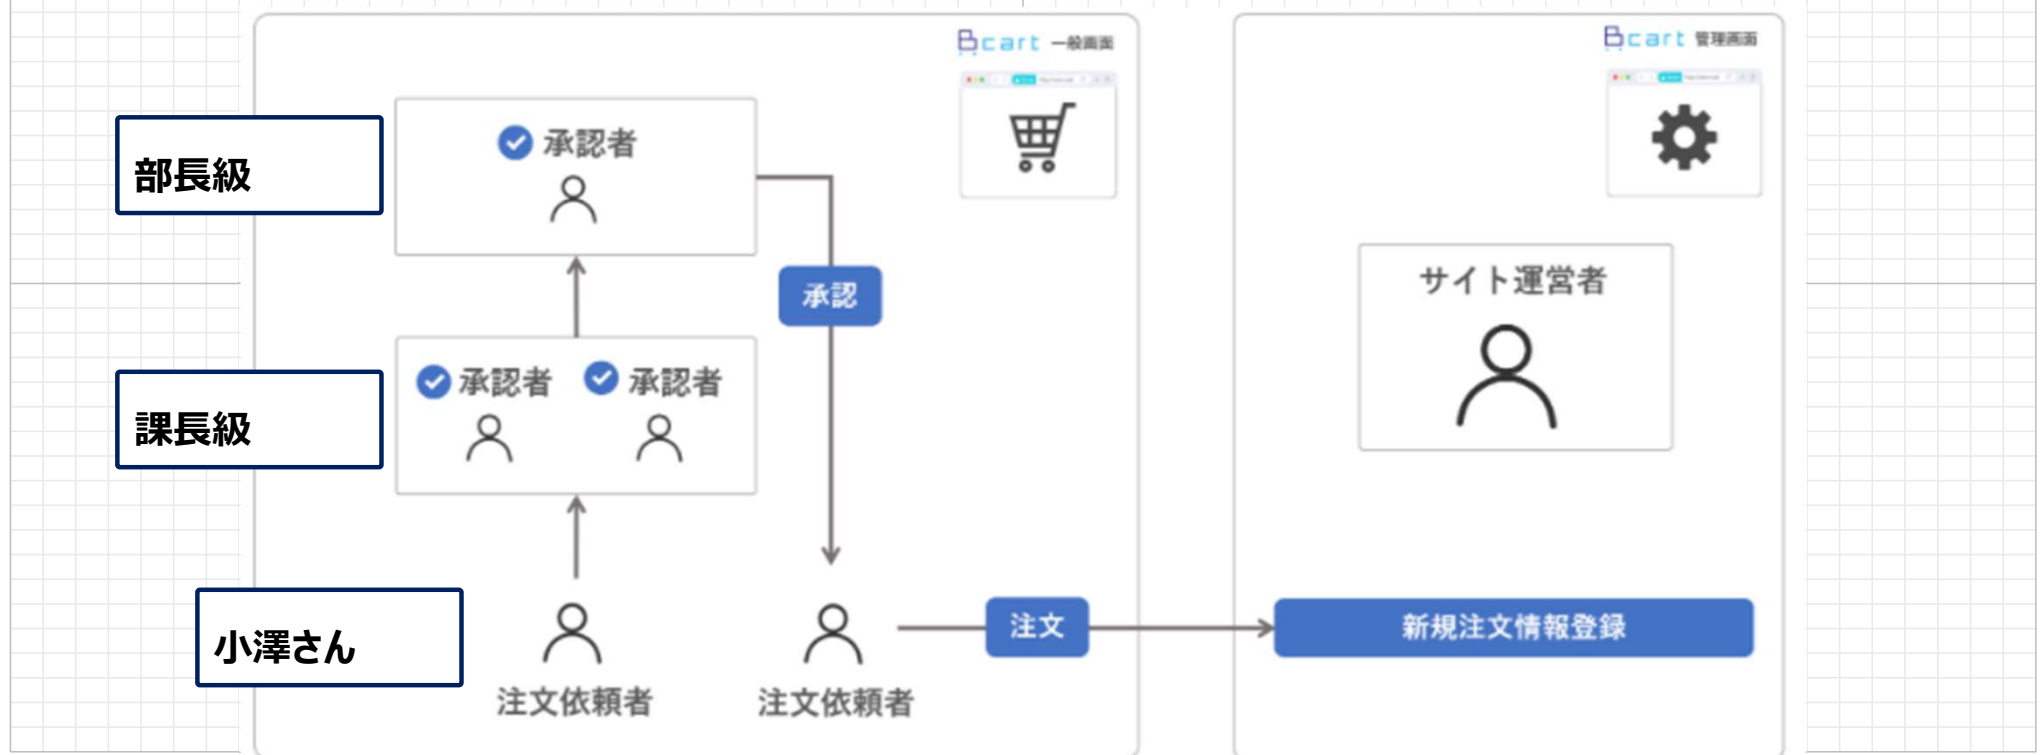 Bcart 一般画面
Bcart 管理画面
部長級
承認者
承認
サイト運営者
課長級
承認者 承認者
小澤さん
注文
新規注文情報登録
注文依頼者 注文依頼者